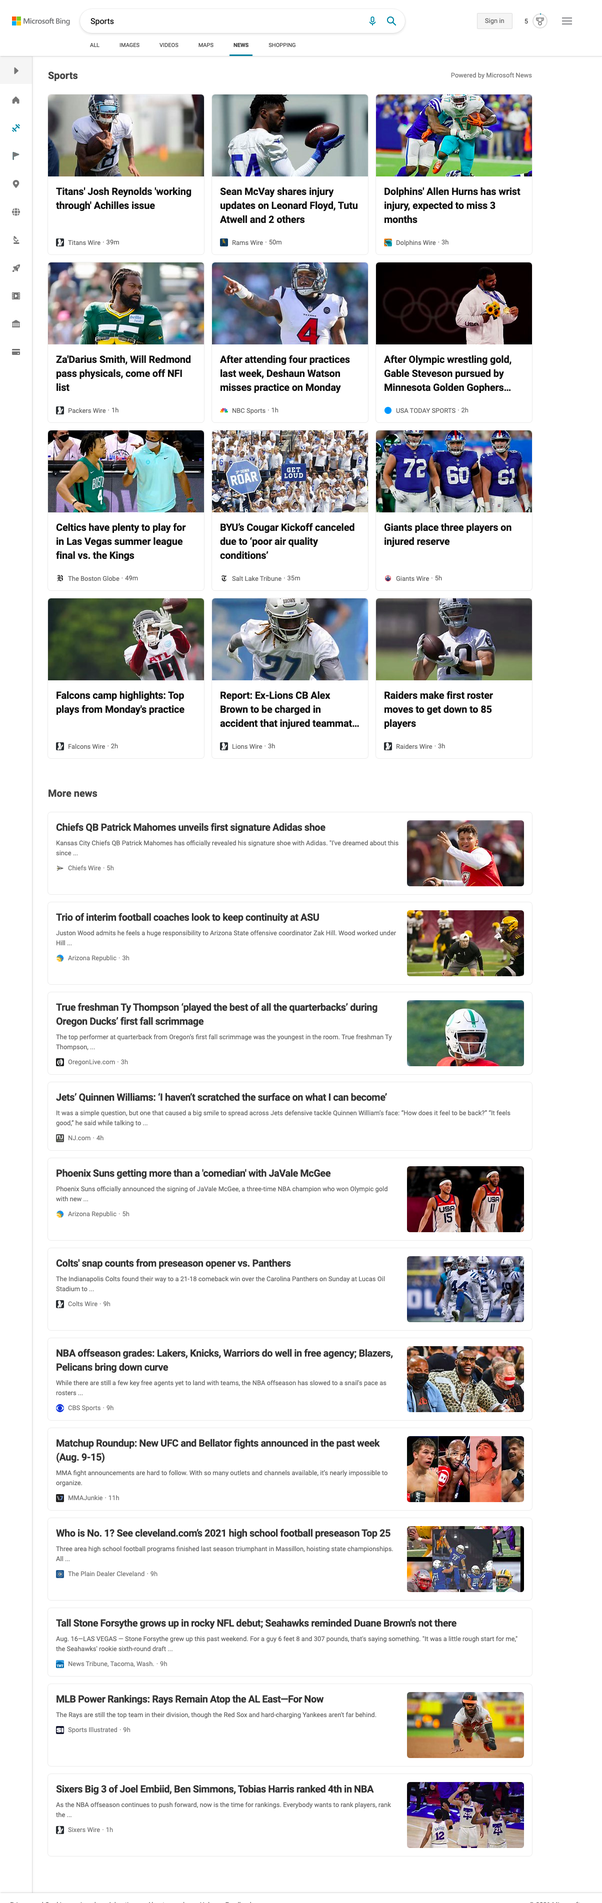 Microsoft Bing
Sports
Sign in
5
ALL IMAGES VIDEOS MAPS NEWS SHOPPING
Sports
Powered by Microsoft News
Titans' Josh Reynolds 'working
through' Achilles issue
Titans Wire · 39m
Sean McVay shares injury
updates on Leonard Floyd, Tutu
Atwell and 2 others
Rams Wire · 50m
Dolphins' Allen Hurns has wrist
injury, expected to miss 3
months
Dolphins Wire · 3h
Za'Darius Smith, Will Redmond
pass physicals, come off NFI
list
Packers Wire · 1h
After attending four practices
last week, Deshaun Watson
misses practice on Monday
NBC Sports · 1h
After Olympic wrestling gold,
Gable Steveson pursued by
Minnesota Golden Gophers...
USA TODAY SPORTS · 2h
Celtics have plenty to play for
in Las Vegas summer league
final vs. the Kings
The Boston Globe · 49m
ROAR
GET
LOUD
BYU's Cougar Kickoff canceled
due to 'poor air quality
conditions'
Salt Lake Tribune · 35m
72 60 61
Giants place three players on
injured reserve
Giants Wire · 5h
Falcons camp highlights: Top
plays from Monday's practice
Falcons Wire · 2h
27
Report: Ex-Lions CB Alex
Brown to be charged in
accident that injured teammat...
Lions Wire · 3h
Raiders make first roster
moves to get down to 85
players
Raiders Wire · 3h
More news
Chiefs QB Patrick Mahomes unveils first signature Adidas shoe
Kansas City Chiefs QB Patrick Mahomes has officially revealed his signature shoe with Adidas. "I've dreamed about this
since ...
Chiefs Wire · 5h
Trio of interim football coaches look to keep continuity at ASU
Juston Wood admits he feels a huge responsibility to Arizona State offensive coordinator Zak Hill. Wood worked under
Hill ...
Arizona Republic · 3h
True freshman Ty Thompson 'played the best of all the quarterbacks' during
Oregon Ducks' first fall scrimmage
The top performer at quarterback from Oregon's first fall scrimmage was the youngest in the room. True freshman Ty
Thompson, ...
OregonLive.com · 3h
Jets' Quinnen Williams: 'I haven't scratched the surface on what I can become'
It was a simple question, but one that caused a big smile to spread across Jets defensive tackle Quinnen William's face: "How does it feel to be back?" "It feels
good," he said while talking to ...
NJ.com · 4h
Phoenix Suns getting more than a 'comedian' with JaVale McGee
Phoenix Suns officially announced the signing of JaVale McGee, a three-time NBA champion who won Olympic gold
with new ...
Arizona Republic · 5h
USA
15
USA
11
Colts' snap counts from preseason opener vs. Panthers
The Indianapolis Colts found their way to a 21-18 comeback win over the Carolina Panthers on Sunday at Lucas Oil
Stadium to ...
Colts Wire · 9h
NBA offseason grades: Lakers, Knicks, Warriors do well in free agency; Blazers,
Pelicans bring down curve
While there are still a few key free agents yet to land with teams, the NBA offseason has slowed to a snail's pace as
rosters ...
CBS Sports · 9h
Matchup Roundup: New UFC and Bellator fights announced in the past week
(Aug. 9-15)
MMA fight announcements are hard to follow. With so many outlets and channels available, it's nearly impossible to
organize.
MMAJunkie · 11h
Who is No. 1? See cleveland.com's 2021 high school football preseason Top 25
Three area high school football programs finished last season triumphant in Massillon, hoisting state championships.
All ...
The Plain Dealer Cleveland · 9h
Tall Stone Forsythe grows up in rocky NFL debut; Seahawks reminded Duane Brown's not there
Aug. 16—LAS VEGAS — Stone Forsythe grew up this past weekend. For a guy 6 feet 8 and 307 pounds, that's saying something. "It was a little rough start for me,"
the Seahawks' rookie sixth-round draft ...
News Tribune, Tacoma, Wash. · 9h
MLB Power Rankings: Rays Remain Atop the AL East—For Now
The Rays are still the top team in their division, though the Red Sox and hard-charging Yankees aren't far behind.
Sports Illustrated · 9h
Sixers Big 3 of Joel Embiid, Ben Simmons, Tobias Harris ranked 4th in NBA
As the NBA offseason continues to push forward, now is the time for rankings. Everybody wants to rank players, rank
the ...
Sixers Wire · 1h